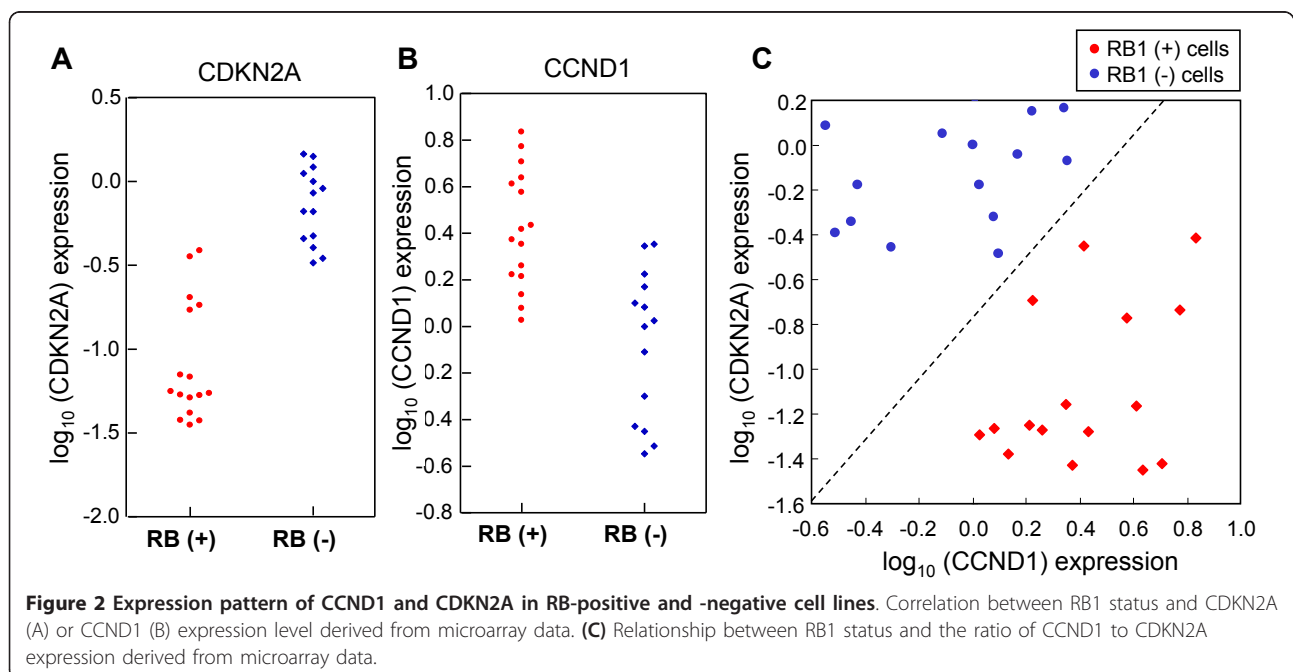 A
CDKN2A
log10 (CDKN2A) expression
0.5
0.0
-0.5
-1.0
-1.5
-2.0
RB (+)
RB (-)
B
CCND1
log10 (CCND1) expression
1.0
0.8
0.6
0.4
0.2
0.0
0.2
0.4
-0.6
-0.8
RB (+)
RB (-)
C
RB1 (+) cells
RB1 (-) cells
log10 (CDKN2A) expression
0.2
0.0
-0.2
-0.4
-0.6
-0.8
-1.0
-1.2
-1.4
-1.6
-0.6
-0.4
-0.2
0.0
0.2
0.4
0.6
0.8
1.0
log10 (CCND1) expression
Figure 2 Expression pattern of CCND1 and CDKN2A in RB-positive and -negative cell lines. Correlation between RB1 status and CDKN2A
(A) or CCND1 (B) expression level derived from microarray data. (C) Relationship between RB1 status and the ratio of CCND1 to CDKN2A
expression derived from microarray data.